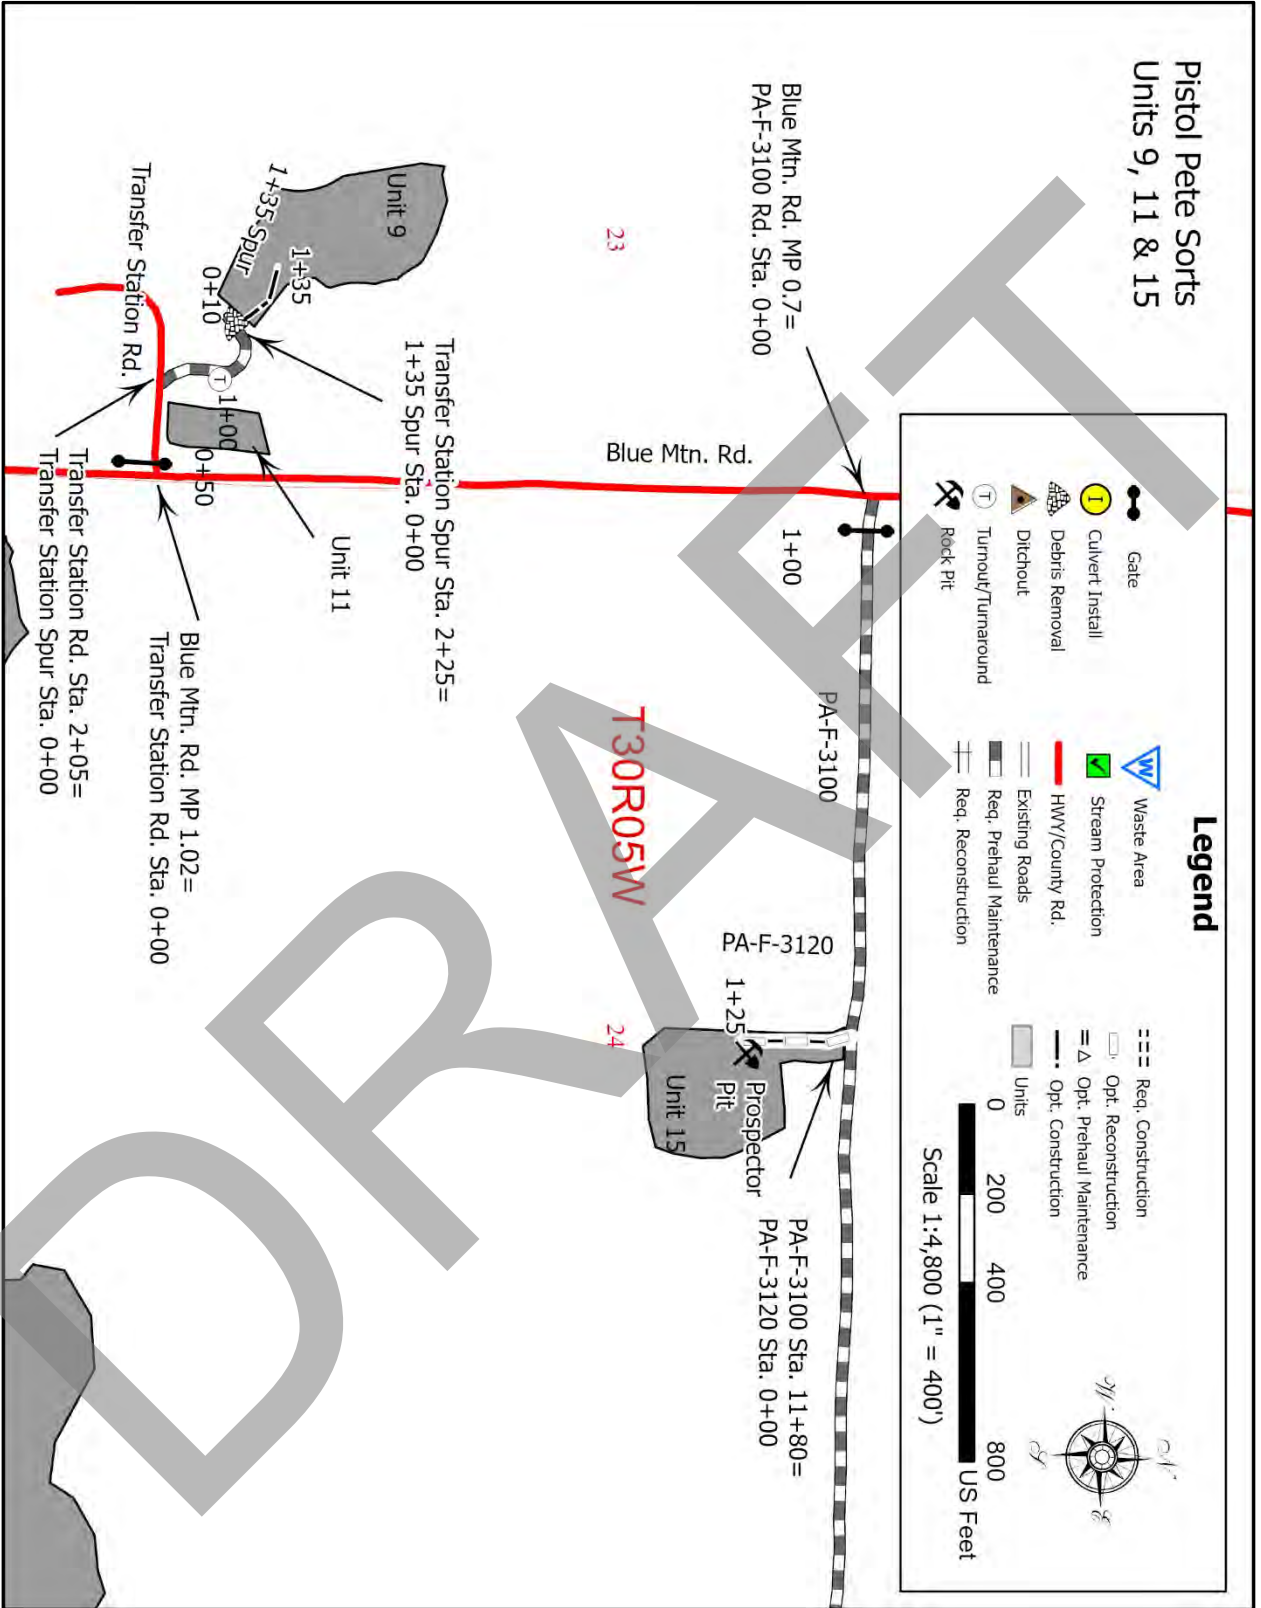 Pistol Pete Sorts
Units 9, 11 & 15
Legend
Gate
Culvert Install
Debris Removal
Ditchout
Turnout/Turnaround
Rock Pit
Waste Area
Stream Protection
HWY/County Rd.
Existing Roads
Req. Prehaul Maintenance
Req. Reconstruction
Req. Construction
Opt. Reconstruction
Opt. Prehaul Maintenance
Opt. Construction
Units
0 200 400 800
US Feet
Scale 1:4,800 (1" = 400')
N
W
E
S
Blue Mtn. Rd. MP 0.7=
PA-F-3100 Rd. Sta. 0+00
1+00
PA-F-3100
PA-F-3120
1+25
Prospector
Pit
Unit 15
PA-F-3100 Sta. 11+80=
PA-F-3120 Sta. 0+00
23
24
T30R05W
Blue Mtn. Rd.
Unit 9
1+35 Spur
1+35
0+10
Transfer Station Spur Sta. 2+25=
1+35 Spur Sta. 0+00
T
1+00
0+50
Unit 11
Transfer Station Rd.
Blue Mtn. Rd. MP 1.02=
Transfer Station Rd. Sta. 0+00
Transfer Station Rd. Sta. 2+05=
Transfer Station Spur Sta. 0+00
I
T
W
DRAFT